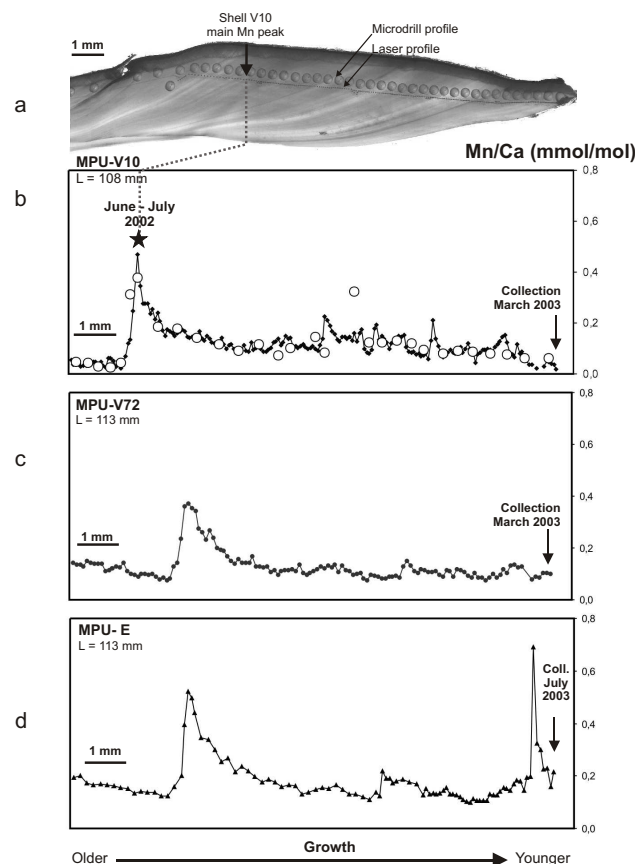 Shell V10
main Mn peak
Microdrill profile
1 mm
Laser profile
a
Mn/Ca (mmol/mol)
MPU-V10
L = 108 mm
0,8
b
June - July
2002
0,6
0,4
Collection
March 2003
1 mm
0,2
0,0
MPU-V72
L = 113 mm
0,8
0,6
c
Collection
March 2003
0,4
1 mm
0,2
0,0
MPU- E
L = 113 mm
0,8
0,6
Coll.
July
2003
d
0,4
1 mm
0,2
0,0
Older Growth Younger